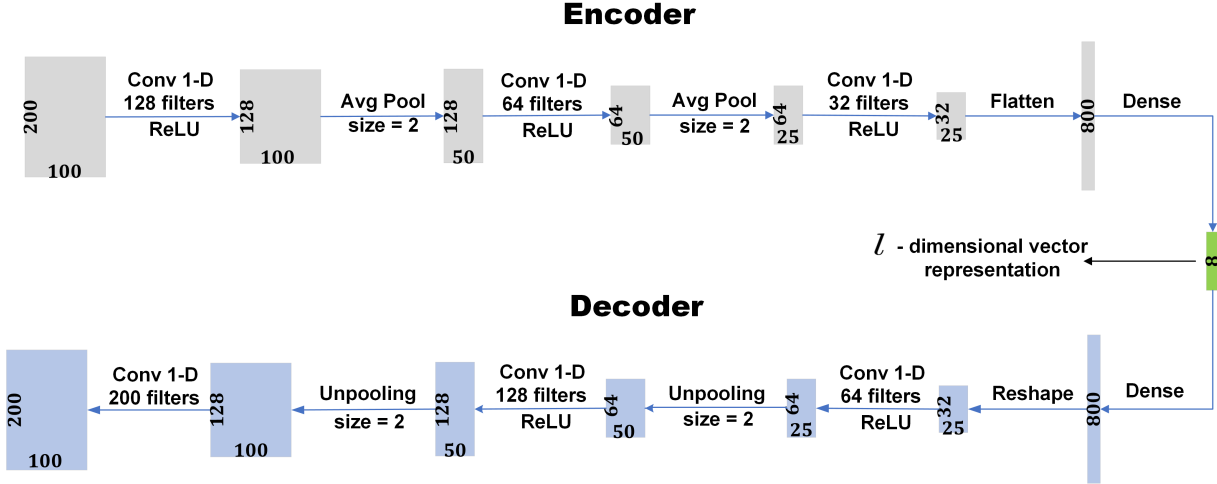 Encoder
200
100
Conv 1-D
128 filters
ReLU
128
100
Avg Pool
size = 2
128
50
Conv 1-D
64 filters
ReLU
64
50
Avg Pool
size = 2
64
25
Conv 1-D
32 filters
ReLU
32
25
Flatten
800
Dense
8
l - dimensional vector
representation
Decoder
Dense
800
Reshape
32
25
Conv 1-D
64 filters
ReLU
64
25
Unpooling
size = 2
64
50
Conv 1-D
128 filters
ReLU
128
50
Unpooling
size = 2
128
100
Conv 1-D
200 filters
200
100